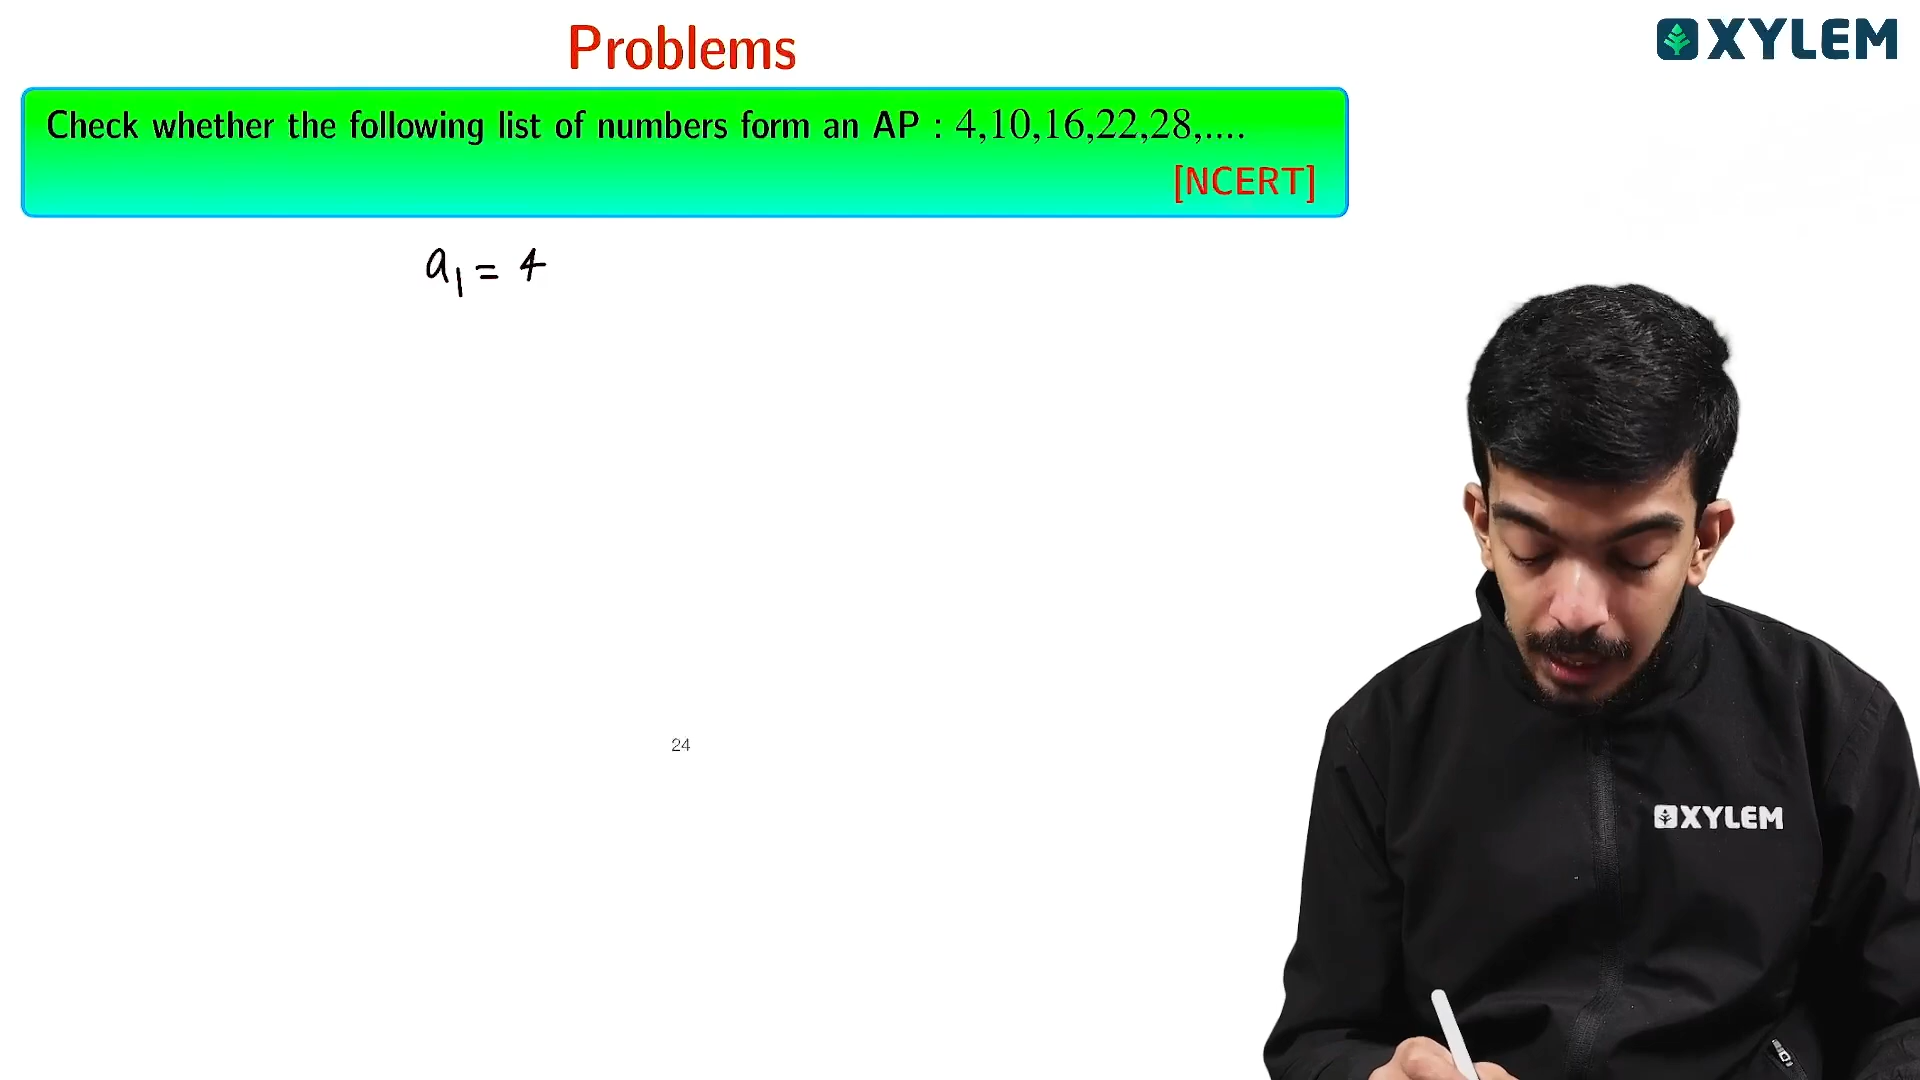 Problems
XYLEM
Check whether the following list of numbers form an AP : 4,10,16,22,28,....
[NCERT]
a₁ = 4
24
XYLEM